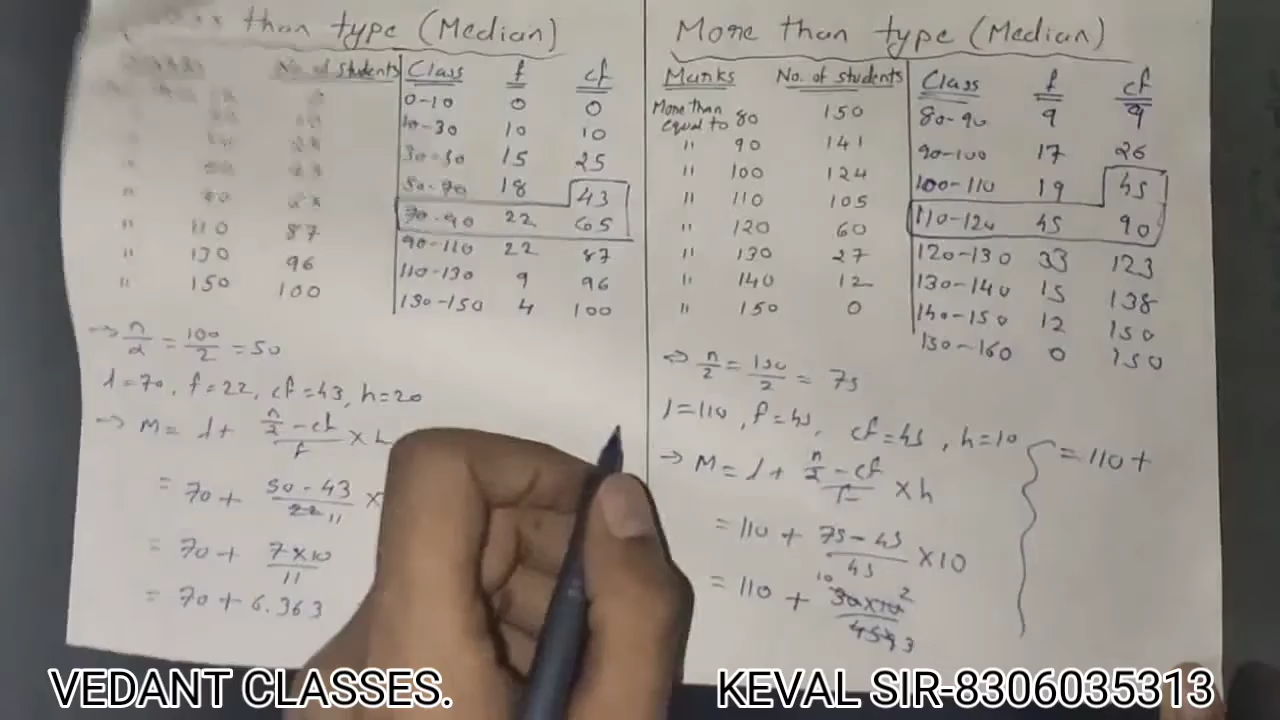 than type (Median)
No. of students
Class f cf
0-10 0 0
10-30 10 10
30-50 15 25
50-70 18 43
70-90 22 65
" 110 87
90-110 22 87
" 130 96
110-130 9 96
" 150 100
130-150 4 100
→ n/2 = 100/2 = 50
l=70, f=22, cf=43, h=20
→ M = l + (n/2 - cf)/f × h
= 70 + (50-43)/22 11 ×
= 70 + (7×10)/11
= 70 + 6.363
More than type (Median)
Marks No. of students
More than equal to 80 150
" 90 141
" 100 124
" 110 105
" 120 60
" 130 27
" 140 12
" 150 0
Class f cf
80-90 9 9
90-100 17 26
100-110 19 45
110-120 45 90
120-130 33 123
130-140 15 138
140-150 12 150
150-160 0 150
=> n/2 = 150/2 = 75
l=110, f=45, cf=45, h=10
→ M = l + (n/2 - cf)/f × h
= 110 + (75-45)/45 × 10
= 110 + 10 30×10 2 / 45 9 3
= 110 +
VEDANT CLASSES.
KEVAL SIR-8306035313